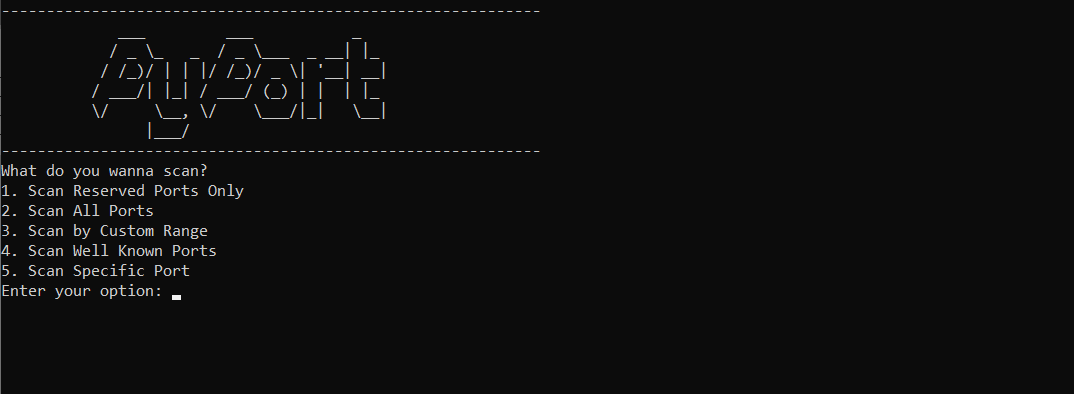 ------------------------------------------------------------
PyPort
------------------------------------------------------------
What do you wanna scan?
1. Scan Reserved Ports Only
2. Scan All Ports
3. Scan by Custom Range
4. Scan Well Known Ports
5. Scan Specific Port
Enter your option: